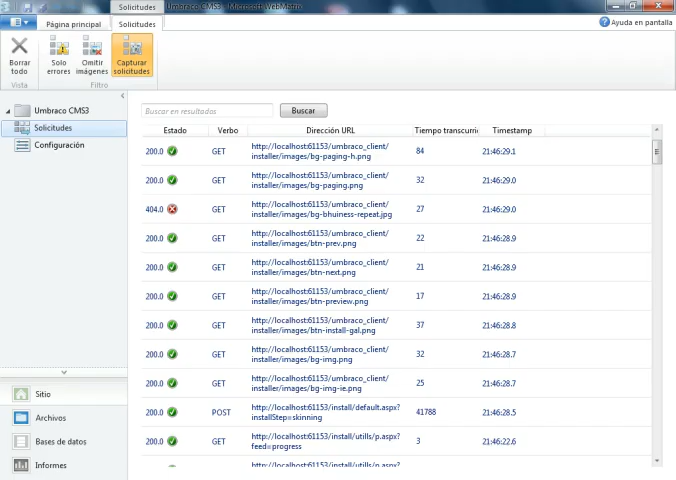 Solicitudes
Umbraco CMS3 - Microsoft WebMatrix
Página principal
Solicitudes
Ayuda en pantalla
Borrar todo
Solo errores
Omitir imágenes
Capturar solicitudes
Vista
Filtro
Umbraco CMS3
Solicitudes
Configuración
Buscar en resultados
Buscar
Estado Verbo Dirección URL Tiempo transcurri Timestamp
200.0 GET http://localhost:61153/umbraco_client/ 84 21:46:29.1
installer/images/bg-paging-h.png
200.0 GET http://localhost:61153/umbraco_client/ 32 21:46:29.0
installer/images/bg-paging.png
404.0 GET http://localhost:61153/umbraco_client/ 27 21:46:29.0
installer/images/bg-bhuiness-repeat.jpg
200.0 GET http://localhost:61153/umbraco_client/ 22 21:46:28.9
installer/images/btn-prev.png
200.0 GET http://localhost:61153/umbraco_client/ 21 21:46:28.9
installer/images/btn-next.png
200.0 GET http://localhost:61153/umbraco_client/ 17 21:46:28.9
installer/images/btn-preview.png
200.0 GET http://localhost:61153/umbraco_client/ 37 21:46:28.8
installer/images/btn-install-gal.png
200.0 GET http://localhost:61153/umbraco_client/ 32 21:46:28.7
installer/images/bg-img.png
200.0 GET http://localhost:61153/umbraco_client/ 25 21:46:28.7
installer/images/bg-img-ie.png
200.0 POST http://localhost:61153/install/default.aspx? 41788 21:46:28.5
installStep=skinning
200.0 GET http://localhost:61153/install/utills/p.aspx? 3 21:46:22.6
feed=progress
http://localhost:61153/install/utills/p.aspx?
Sitio
Archivos
Bases de datos
Informes